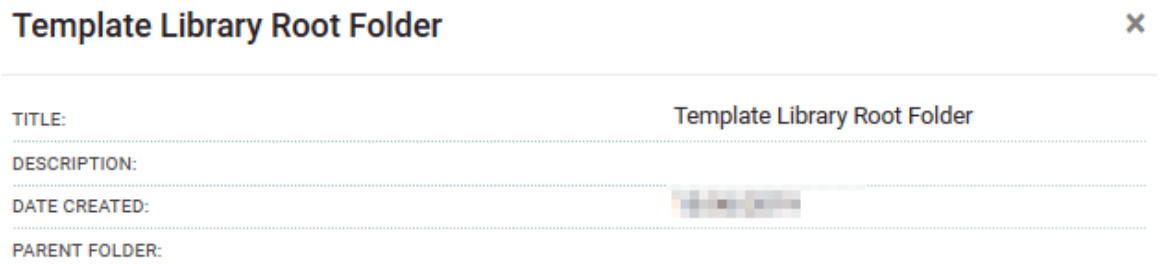 Template Library Root Folder
×
TITLE: Template Library Root Folder
DESCRIPTION:
DATE CREATED:
PARENT FOLDER: